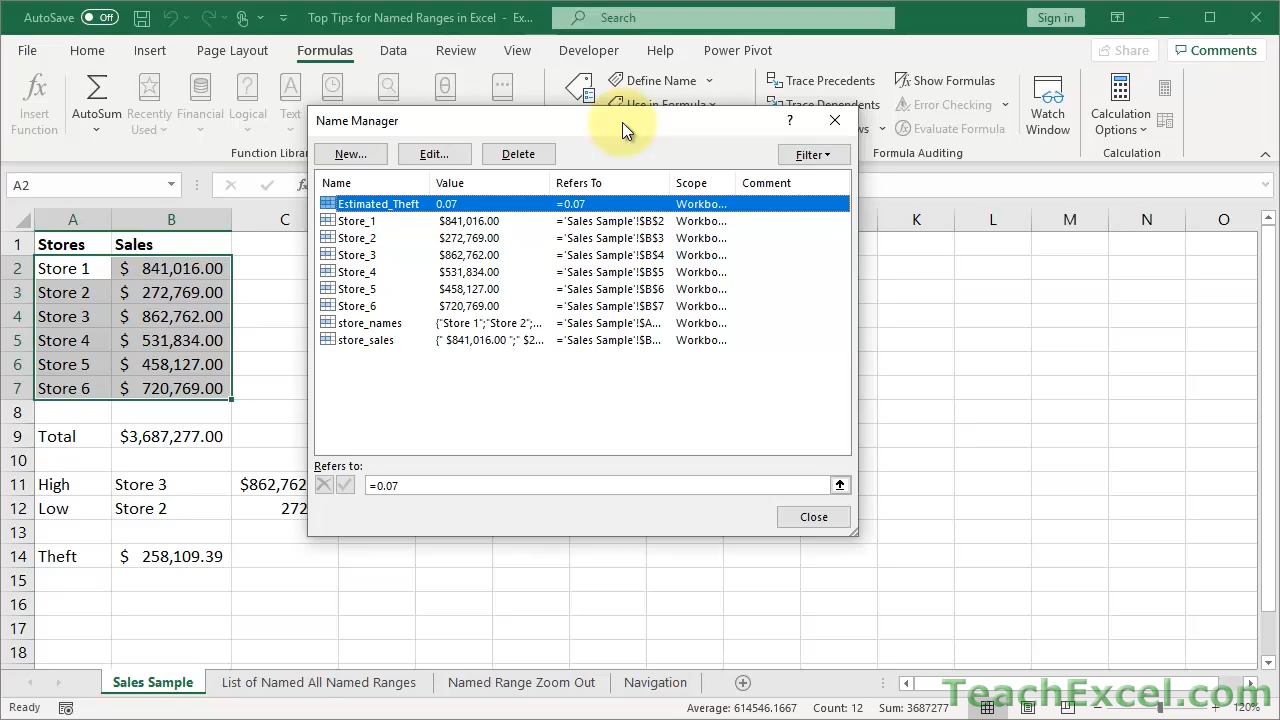 AutoSave Off Top Tips for Named Ranges in Excel - Ex... Search Sign in
File Home Insert Page Layout Formulas Data Review View Developer Help Power Pivot Share Comments
fx Insert Function
Σ AutoSum
Recently Used
Financial
Logical
Text
Define Name
Use in Formula
Trace Precedents
Trace Dependents
Show Formulas
Error Checking
Evaluate Formula
Watch Window
Calculation Options
Function Libra
Formula Auditing
Calculation
A2
Name Manager ? ×
New... Edit... Delete Filter
Name Value Refers To Scope Comment
Estimated_Theft 0.07 =0.07 Workbo...
Store_1 $841,016.00 ='Sales Sample'!$B$2 Workbo...
Store_2 $272,769.00 ='Sales Sample'!$B$3 Workbo...
Store_3 $862,762.00 ='Sales Sample'!$B$4 Workbo...
Store_4 $531,834.00 ='Sales Sample'!$B$5 Workbo...
Store_5 $458,127.00 ='Sales Sample'!$B$6 Workbo...
Store_6 $720,769.00 ='Sales Sample'!$B$7 Workbo...
store_names {"Store 1";"Store 2";... ='Sales Sample'!$A... Workbo...
store_sales {" $841,016.00 ";" $2... ='Sales Sample'!$B... Workbo...
Refers to:
=0.07
Close
A B C K L M N O
1 Stores Sales
2 Store 1 $ 841,016.00
3 Store 2 $ 272,769.00
4 Store 3 $ 862,762.00
5 Store 4 $ 531,834.00
6 Store 5 $ 458,127.00
7 Store 6 $ 720,769.00
8
9 Total $3,687,277.00
10
11 High Store 3 $862,762
12 Low Store 2 272
13
14 Theft $ 258,109.39
15
16
17
18
Sales Sample List of Named All Named Ranges Named Range Zoom Out Navigation
Ready Average: 614546.1667 Count: 12 Sum: 3687277 120%
TeachExcel.com